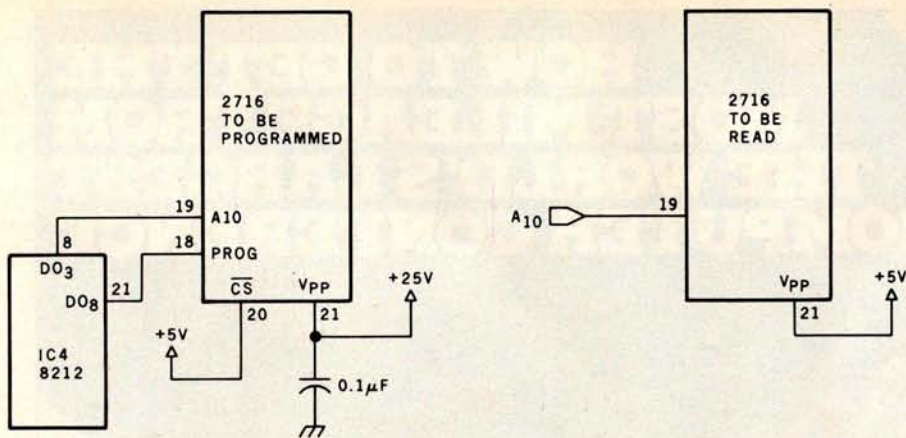 2716
TO BE
PROGRAMMED
19
A10
18
PROG
8
DO3
21
DO8
CS
VPP
20
21
+5V
+25V
IC4
8212
0.1µF
2716
TO BE
READ
A10
19
VPP
21
+5V